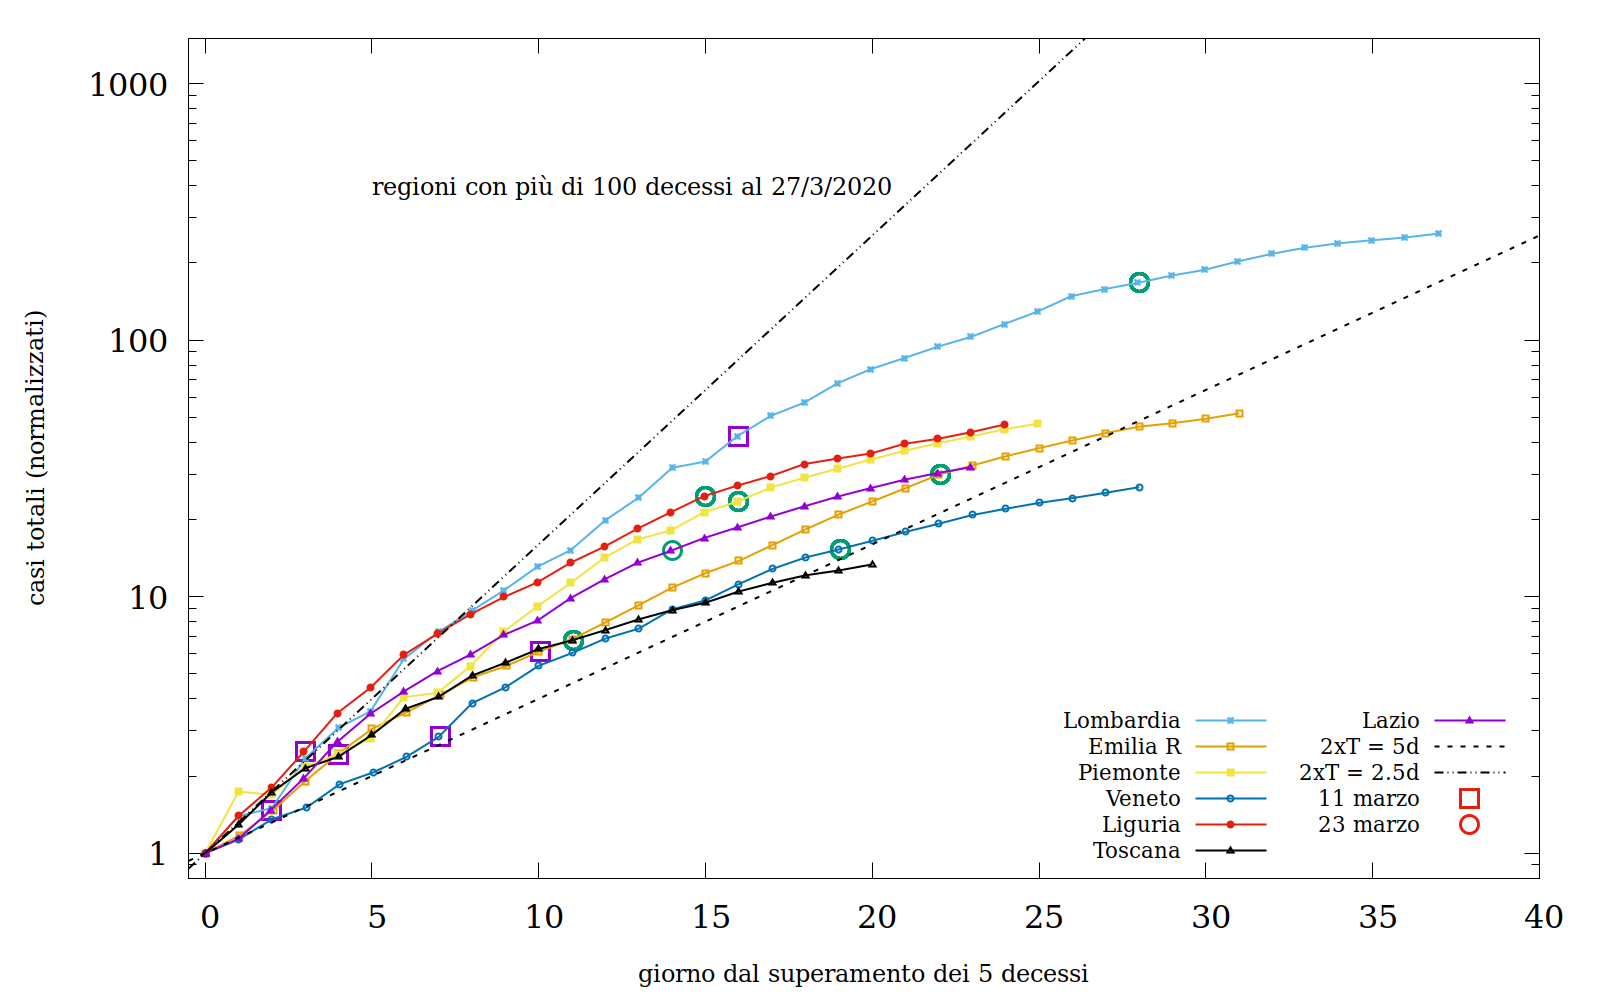 1000
100
10
1
casi totali (normalizzati)
regioni con più di 100 decessi al 27/3/2020
Lombardia
Emilia R
Piemonte
Veneto
Liguria
Toscana
Lazio
2xT = 5d
2xT = 2.5d
11 marzo
23 marzo
0 5 10 15 20 25 30 35 40
giorno dal superamento dei 5 decessi